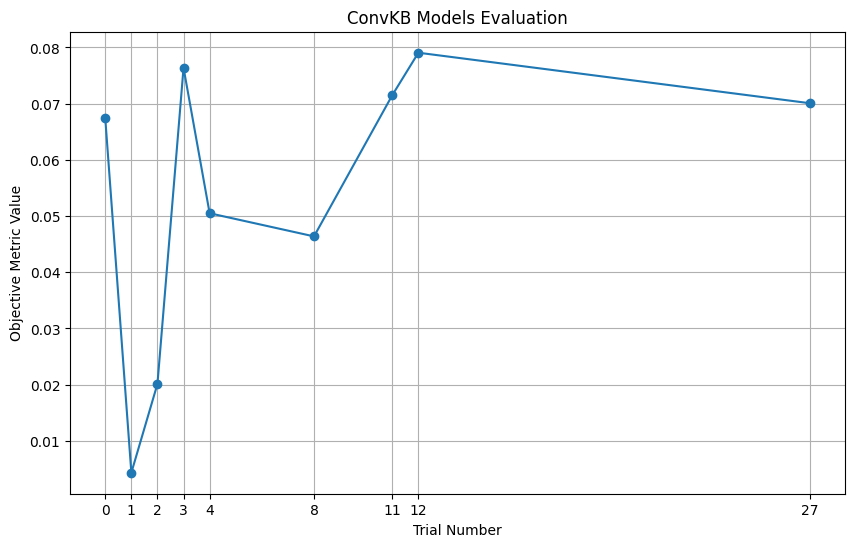 ConvKB Models Evaluation
Objective Metric Value
0.08
0.07
0.06
0.05
0.04
0.03
0.02
0.01
0 1 2 3 4 8 11 12 27
Trial Number